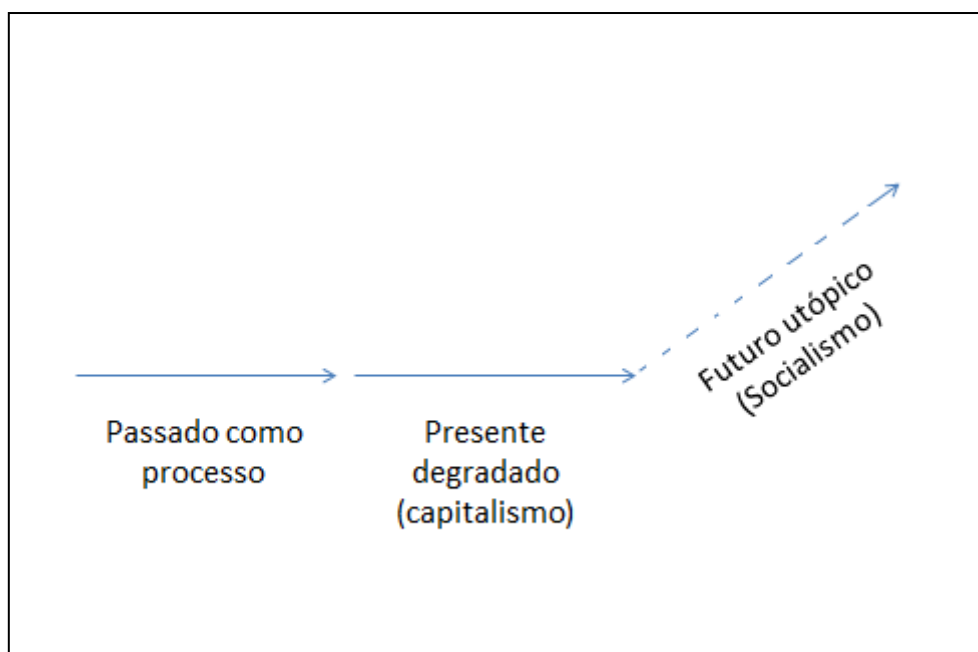 Passado como
processo
Presente
degradado
(capitalismo)
Futuro utópico
(Socialismo)